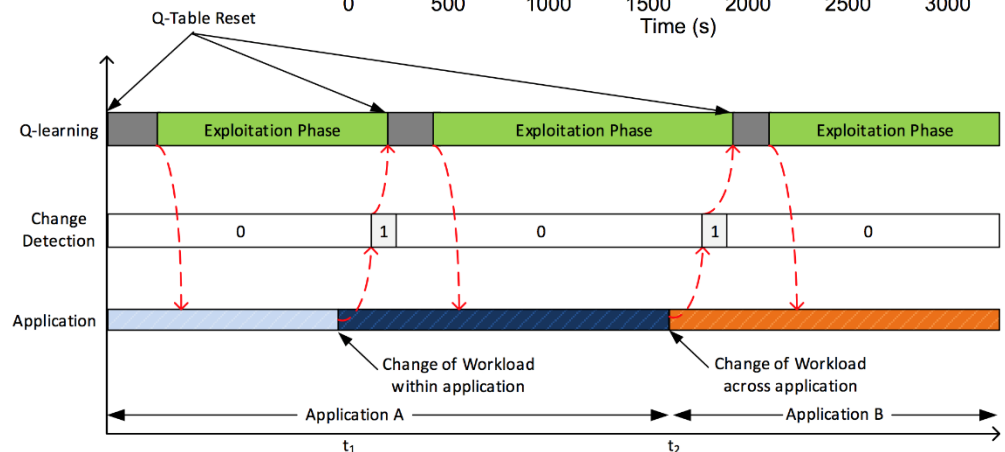 0 500 1000 1500 2000 2500 3000
Time (s)
Q-Table Reset
Q-learning
Exploitation Phase
Exploitation Phase
Exploitation Phase
Change
Detection
0
1
0
1
0
Application
Change of Workload
within application
Change of Workload
across application
Application A
Application B
t1
t2